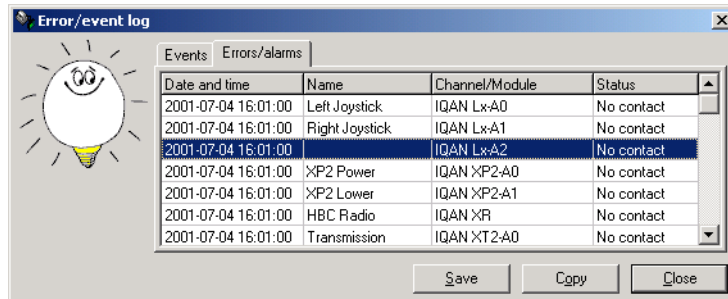 Error/event log
Events Errors/alarms
Date and time Name Channel/Module Status
2001-07-04 16:01:00 Left Joystick IQAN Lx-A0 No contact
2001-07-04 16:01:00 Right Joystick IQAN Lx-A1 No contact
2001-07-04 16:01:00 IQAN Lx-A2 No contact
2001-07-04 16:01:00 XP2 Power IQAN XP2-A0 No contact
2001-07-04 16:01:00 XP2 Lower IQAN XP2-A1 No contact
2001-07-04 16:01:00 HBC Radio IQAN XR No contact
2001-07-04 16:01:00 Transmission IQAN XT2-A0 No contact
Save Copy Close